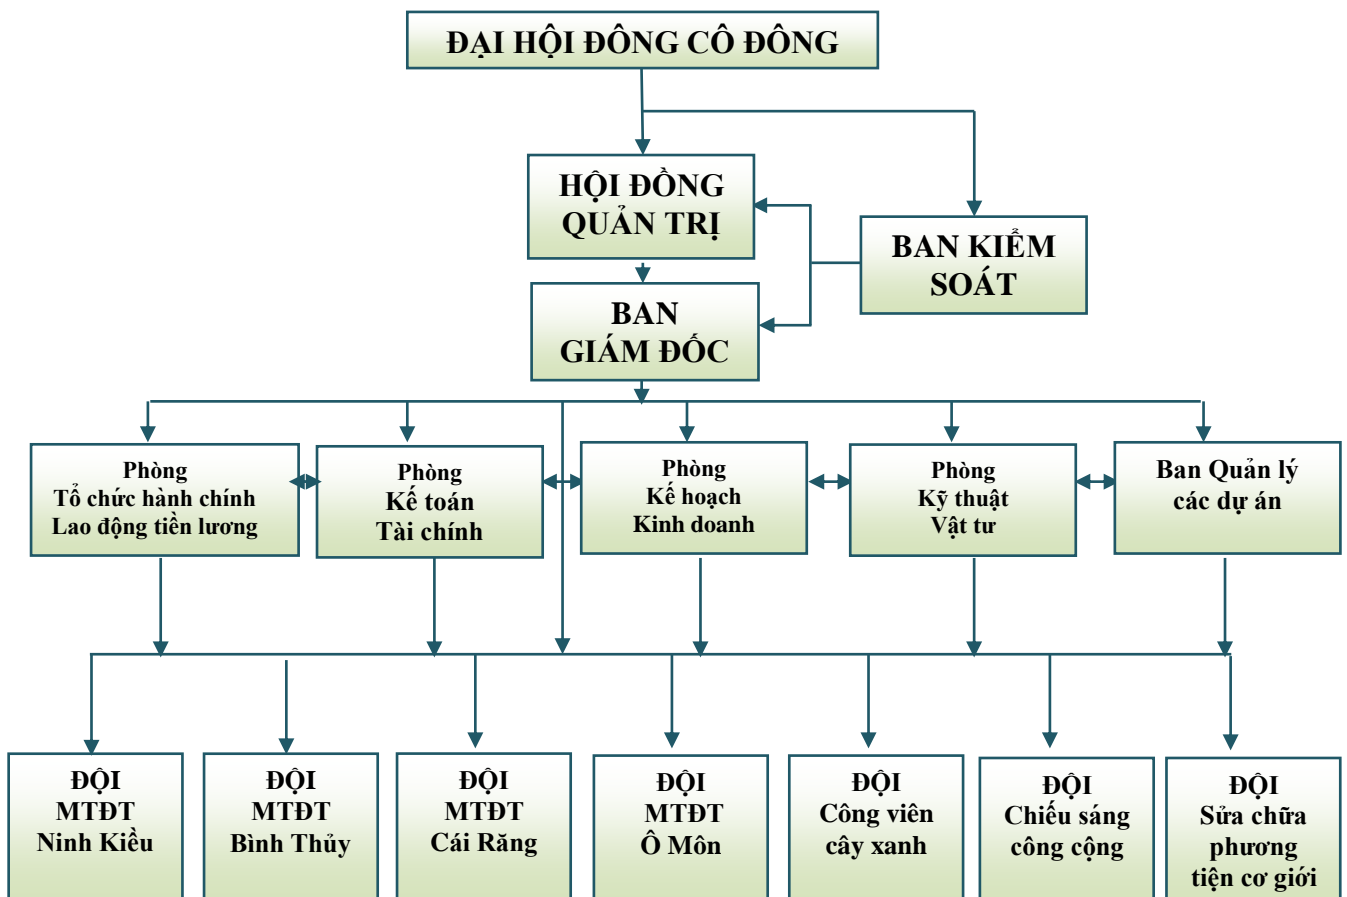 ĐẠI HỘI ĐÔNG CÔ ĐÔNG
HỘI ĐỒNG
QUẢN TRỊ
BAN KIỂM
SOÁT
BAN
GIÁM ĐỐC
Phòng
Tổ chức hành chính
Lao động tiền lương
Phòng
Kế toán
Tài chính
Phòng
Kế hoạch
Kinh doanh
Phòng
Kỹ thuật
Vật tư
Ban Quản lý
các dự án
ĐỘI
MTĐT
Ninh Kiều
ĐỘI
MTĐT
Bình Thủy
ĐỘI
MTĐT
Cái Răng
ĐỘI
MTĐT
Ô Môn
ĐỘI
Công viên
cây xanh
ĐỘI
Chiếu sáng
công cộng
ĐỘI
Sửa chữa
phương
tiện cơ giới